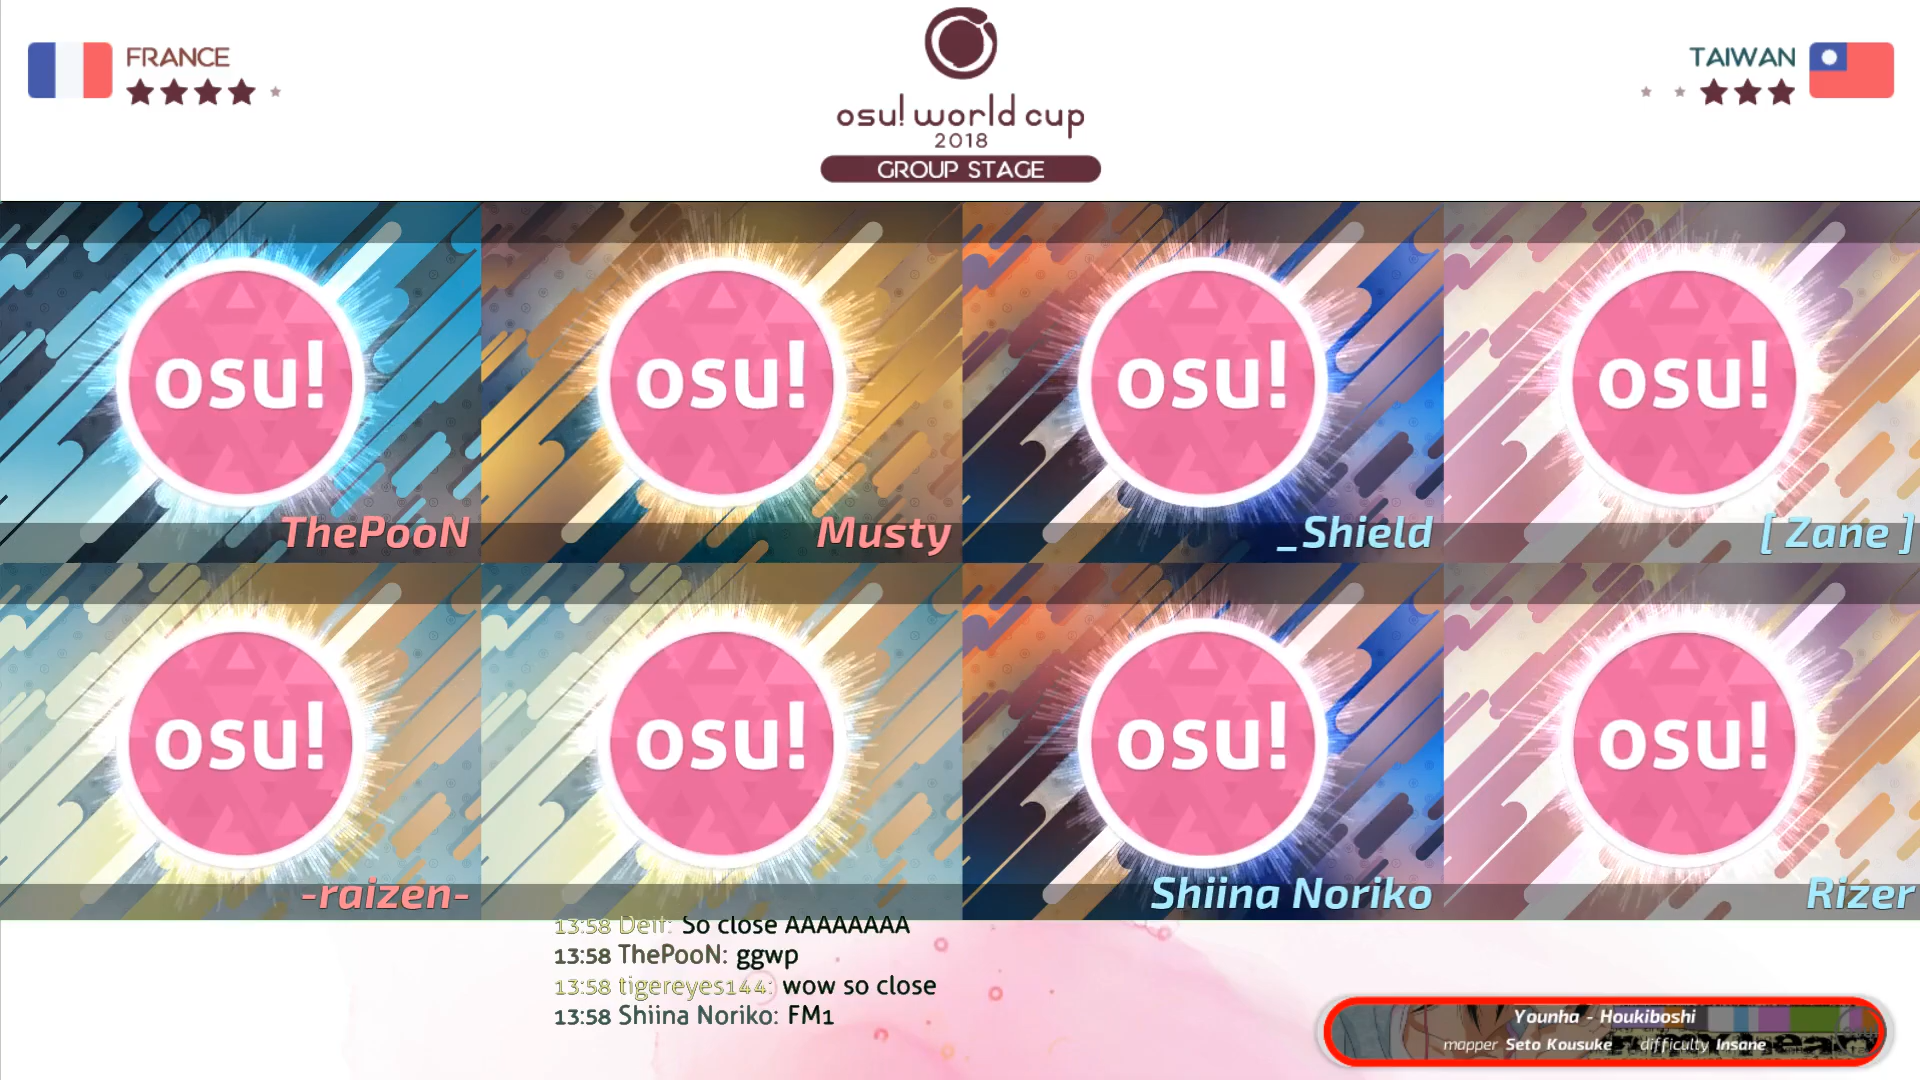 FRANCE
TAIWAN
osu! world cup
2018
GROUP STAGE
osu!
osu!
osu!
osu!
ThePooN
Musty
_Shield
[ Zane ]
osu!
osu!
osu!
osu!
-raizen-
Shiina Noriko
Rizer
13:58 Deif: So close AAAAAAAA
13:58 ThePooN: ggwp
13:58 tigereyes144: wow so close
13:58 Shiina Noriko: FM1
Younha - Houkiboshi
mapper Seto Kousuke difficulty Insane